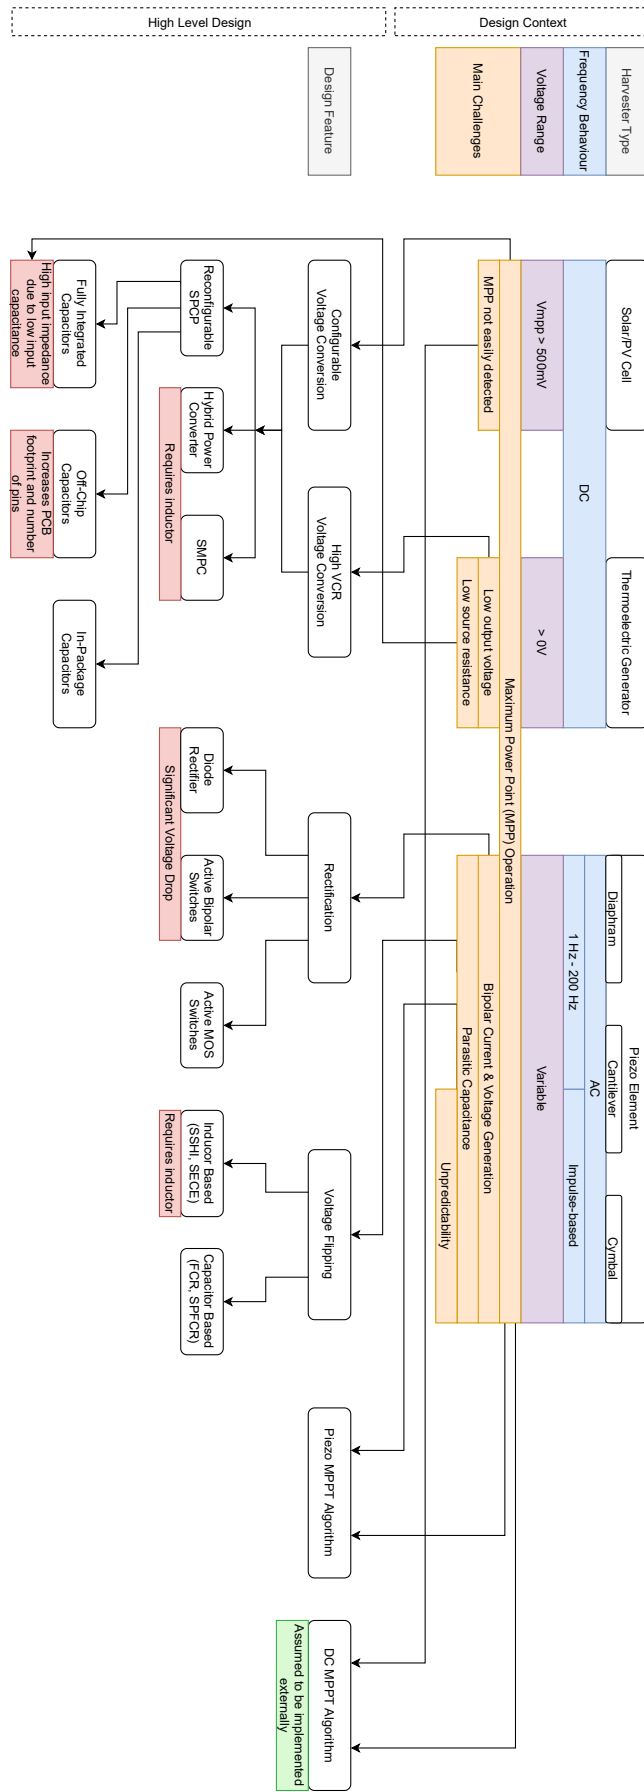 Design Context
High Level Design
Harvester Type
Frequency Behaviour
Voltage Range
Main Challenges
Design Feature
Solar/PV Cell
Thermoelectric Generator
Piezo Element
Diaphram
Cantilever
Cymbal
DC
AC
1 Hz - 200 Hz
Impulse-based
Vmpp > 500mV
> 0V
Variable
Maximum Power Point (MPP) Operation
MPP not easily detected
Low output voltage
Low source resistance
Bipolar Current & Voltage Generation
Parasitic Capacitance
Unpredictability
Configurable
Voltage Conversion
High VCR
Voltage Conversion
Rectification
Voltage Flipping
Piezo MPPT Algorithm
DC MPPT Algorithm
Assumed to be implemented
externally
Reconfigurable
SPCP
Hybrid Power
Converter
SMPC
Requires inductor
Diode
Rectifier
Active Bipolar
Switches
Significant Voltage Drop
Active MOS
Switches
Inducor Based
(SSHI, SECE)
Requires inductor
Capacitor Based
(FCR, SPFCR)
Fully Integrated
Capacitors
High input impedance
due to low input
capacitance
Off-Chip
Capacitors
Increases PCB
footprint and number
of pins
In-Package
Capacitors